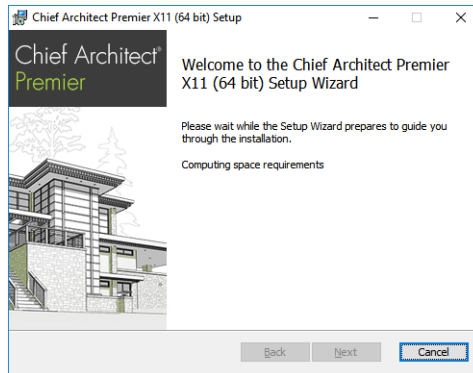 Chief Architect Premier X11 (64 bit) Setup
Chief Architect®
Premier
Welcome to the Chief Architect Premier
X11 (64 bit) Setup Wizard
Please wait while the Setup Wizard prepares to guide you
through the installation.
Computing space requirements
Back Next Cancel